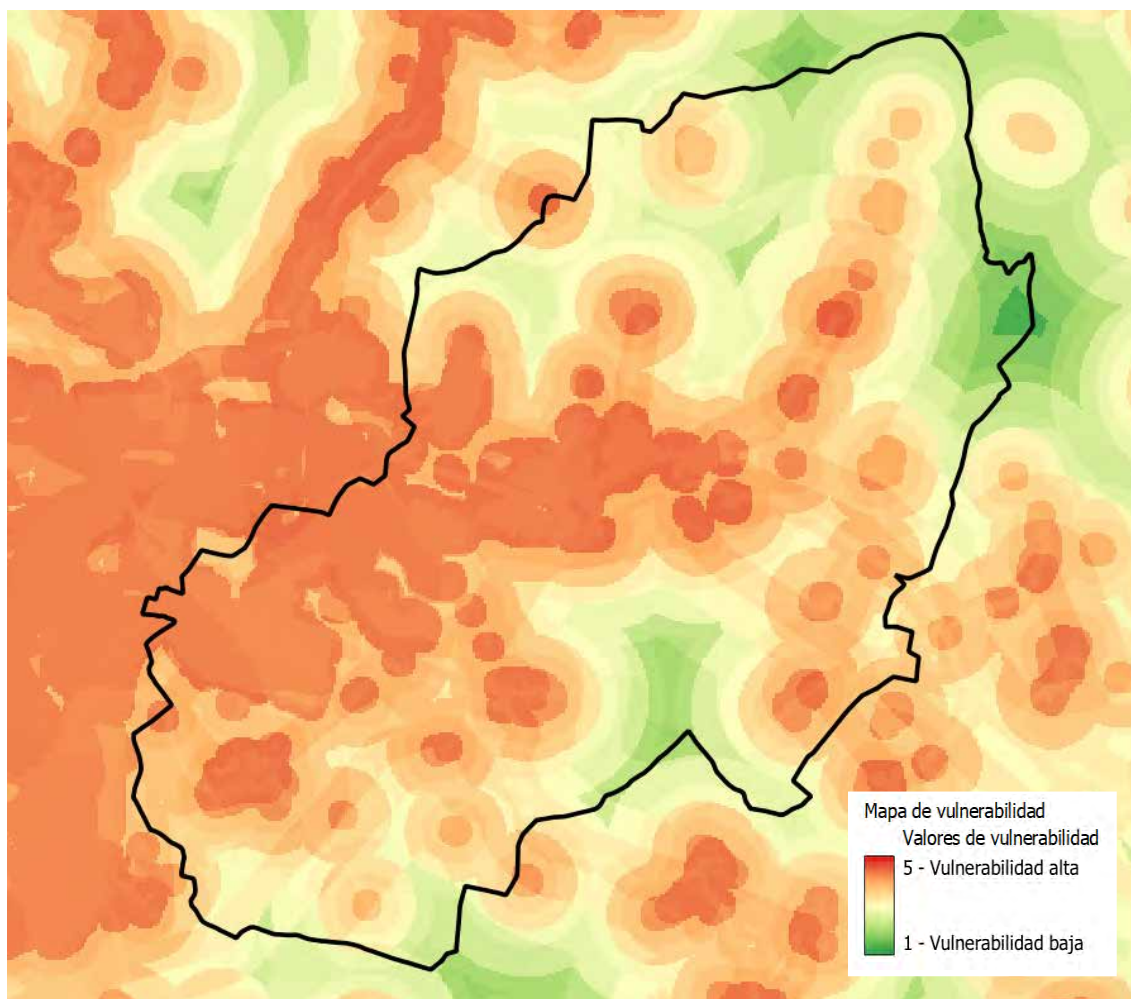 Mapa de vulnerabilidad
Valores de vulnerabilidad
5 - Vulnerabilidad alta
1 - Vulnerabilidad baja